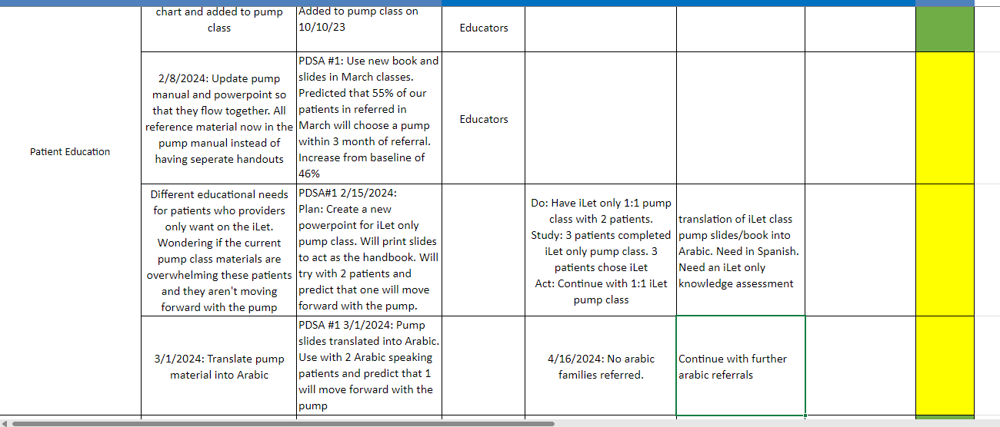 chart and added to pump
class
Added to pump class on
10/10/23
Educators
Patient Education
2/8/2024: Update pump
manual and powerpoint so
that they flow together. All
reference material now in the
pump manual instead of
having seperate handouts
PDSA #1: Use new book and
slides in March classes.
Predicted that 55% of our
patients in referred in
March will choose a pump
within 3 month of referral.
Increase from baseline of
46%
Educators
Different educational needs
for patients who providers
only want on the iLet.
Wondering if the current
pump class materials are
overwhelming these patients
and they aren't moving
forward with the pump
PDSA#1 2/15/2024:
Plan: Create a new
powerpoint for iLet only
pump class. Will print slides
to act as the handbook. Will
try with 2 patients and
predict that one will move
forward with the pump.
Do: Have iLet only 1:1 pump
class with 2 patients.
Study: 3 patients completed
iLet only pump class. 3
patients chose iLet
Act: Continue with 1:1 iLet
pump class
translation of iLet class
pump slides/book into
Arabic. Need in Spanish.
Need an iLet only
knowledge assessment
3/1/2024: Translate pump
material into Arabic
PDSA #1 3/1/2024: Pump
slides translated into Arabic.
Use with 2 Arabic speaking
patients and predict that 1
will move forward with the
pump
4/16/2024: No arabic
families referred.
Continue with further
arabic referrals